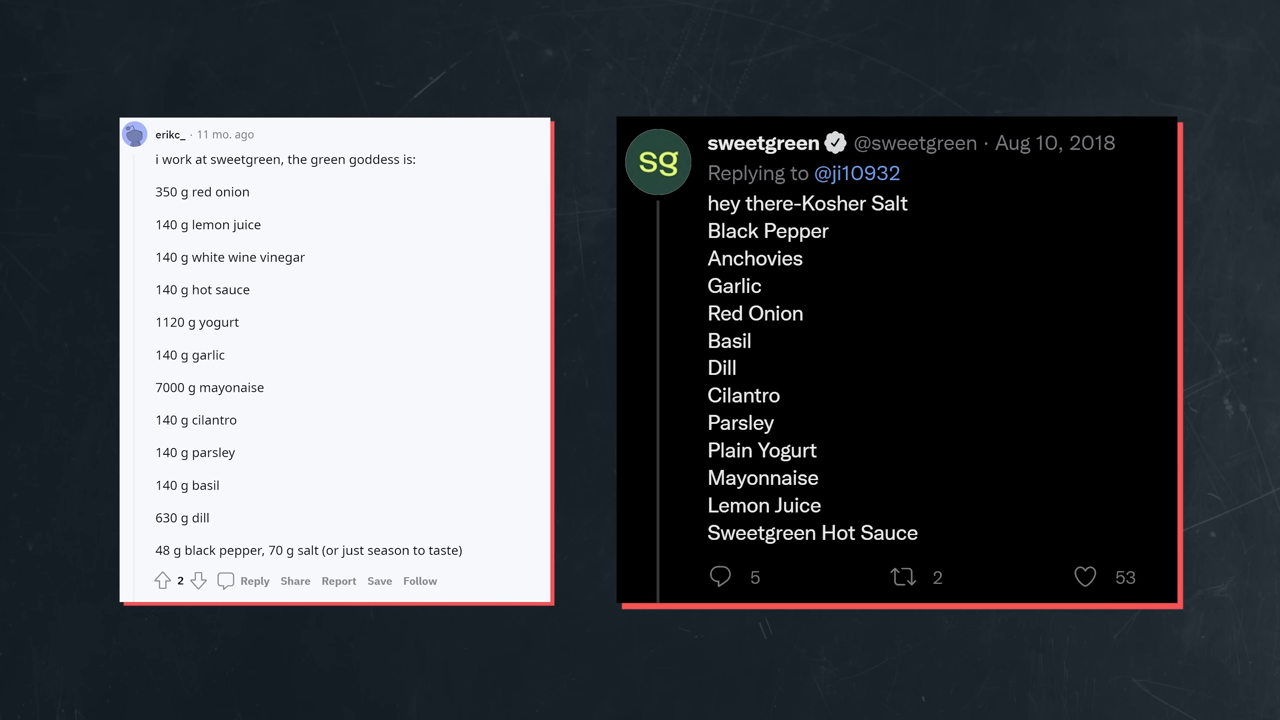 erikc_ · 11 mo. ago
i work at sweetgreen, the green goddess is:
350 g red onion
140 g lemon juice
140 g white wine vinegar
140 g hot sauce
1120 g yogurt
140 g garlic
7000 g mayonaise
140 g cilantro
140 g parsley
140 g basil
630 g dill
48 g black pepper, 70 g salt (or just season to taste)
2 Reply Share Report Save Follow
sg
sweetgreen @sweetgreen · Aug 10, 2018
Replying to @ji10932
hey there-Kosher Salt
Black Pepper
Anchovies
Garlic
Red Onion
Basil
Dill
Cilantro
Parsley
Plain Yogurt
Mayonnaise
Lemon Juice
Sweetgreen Hot Sauce
5 2 53